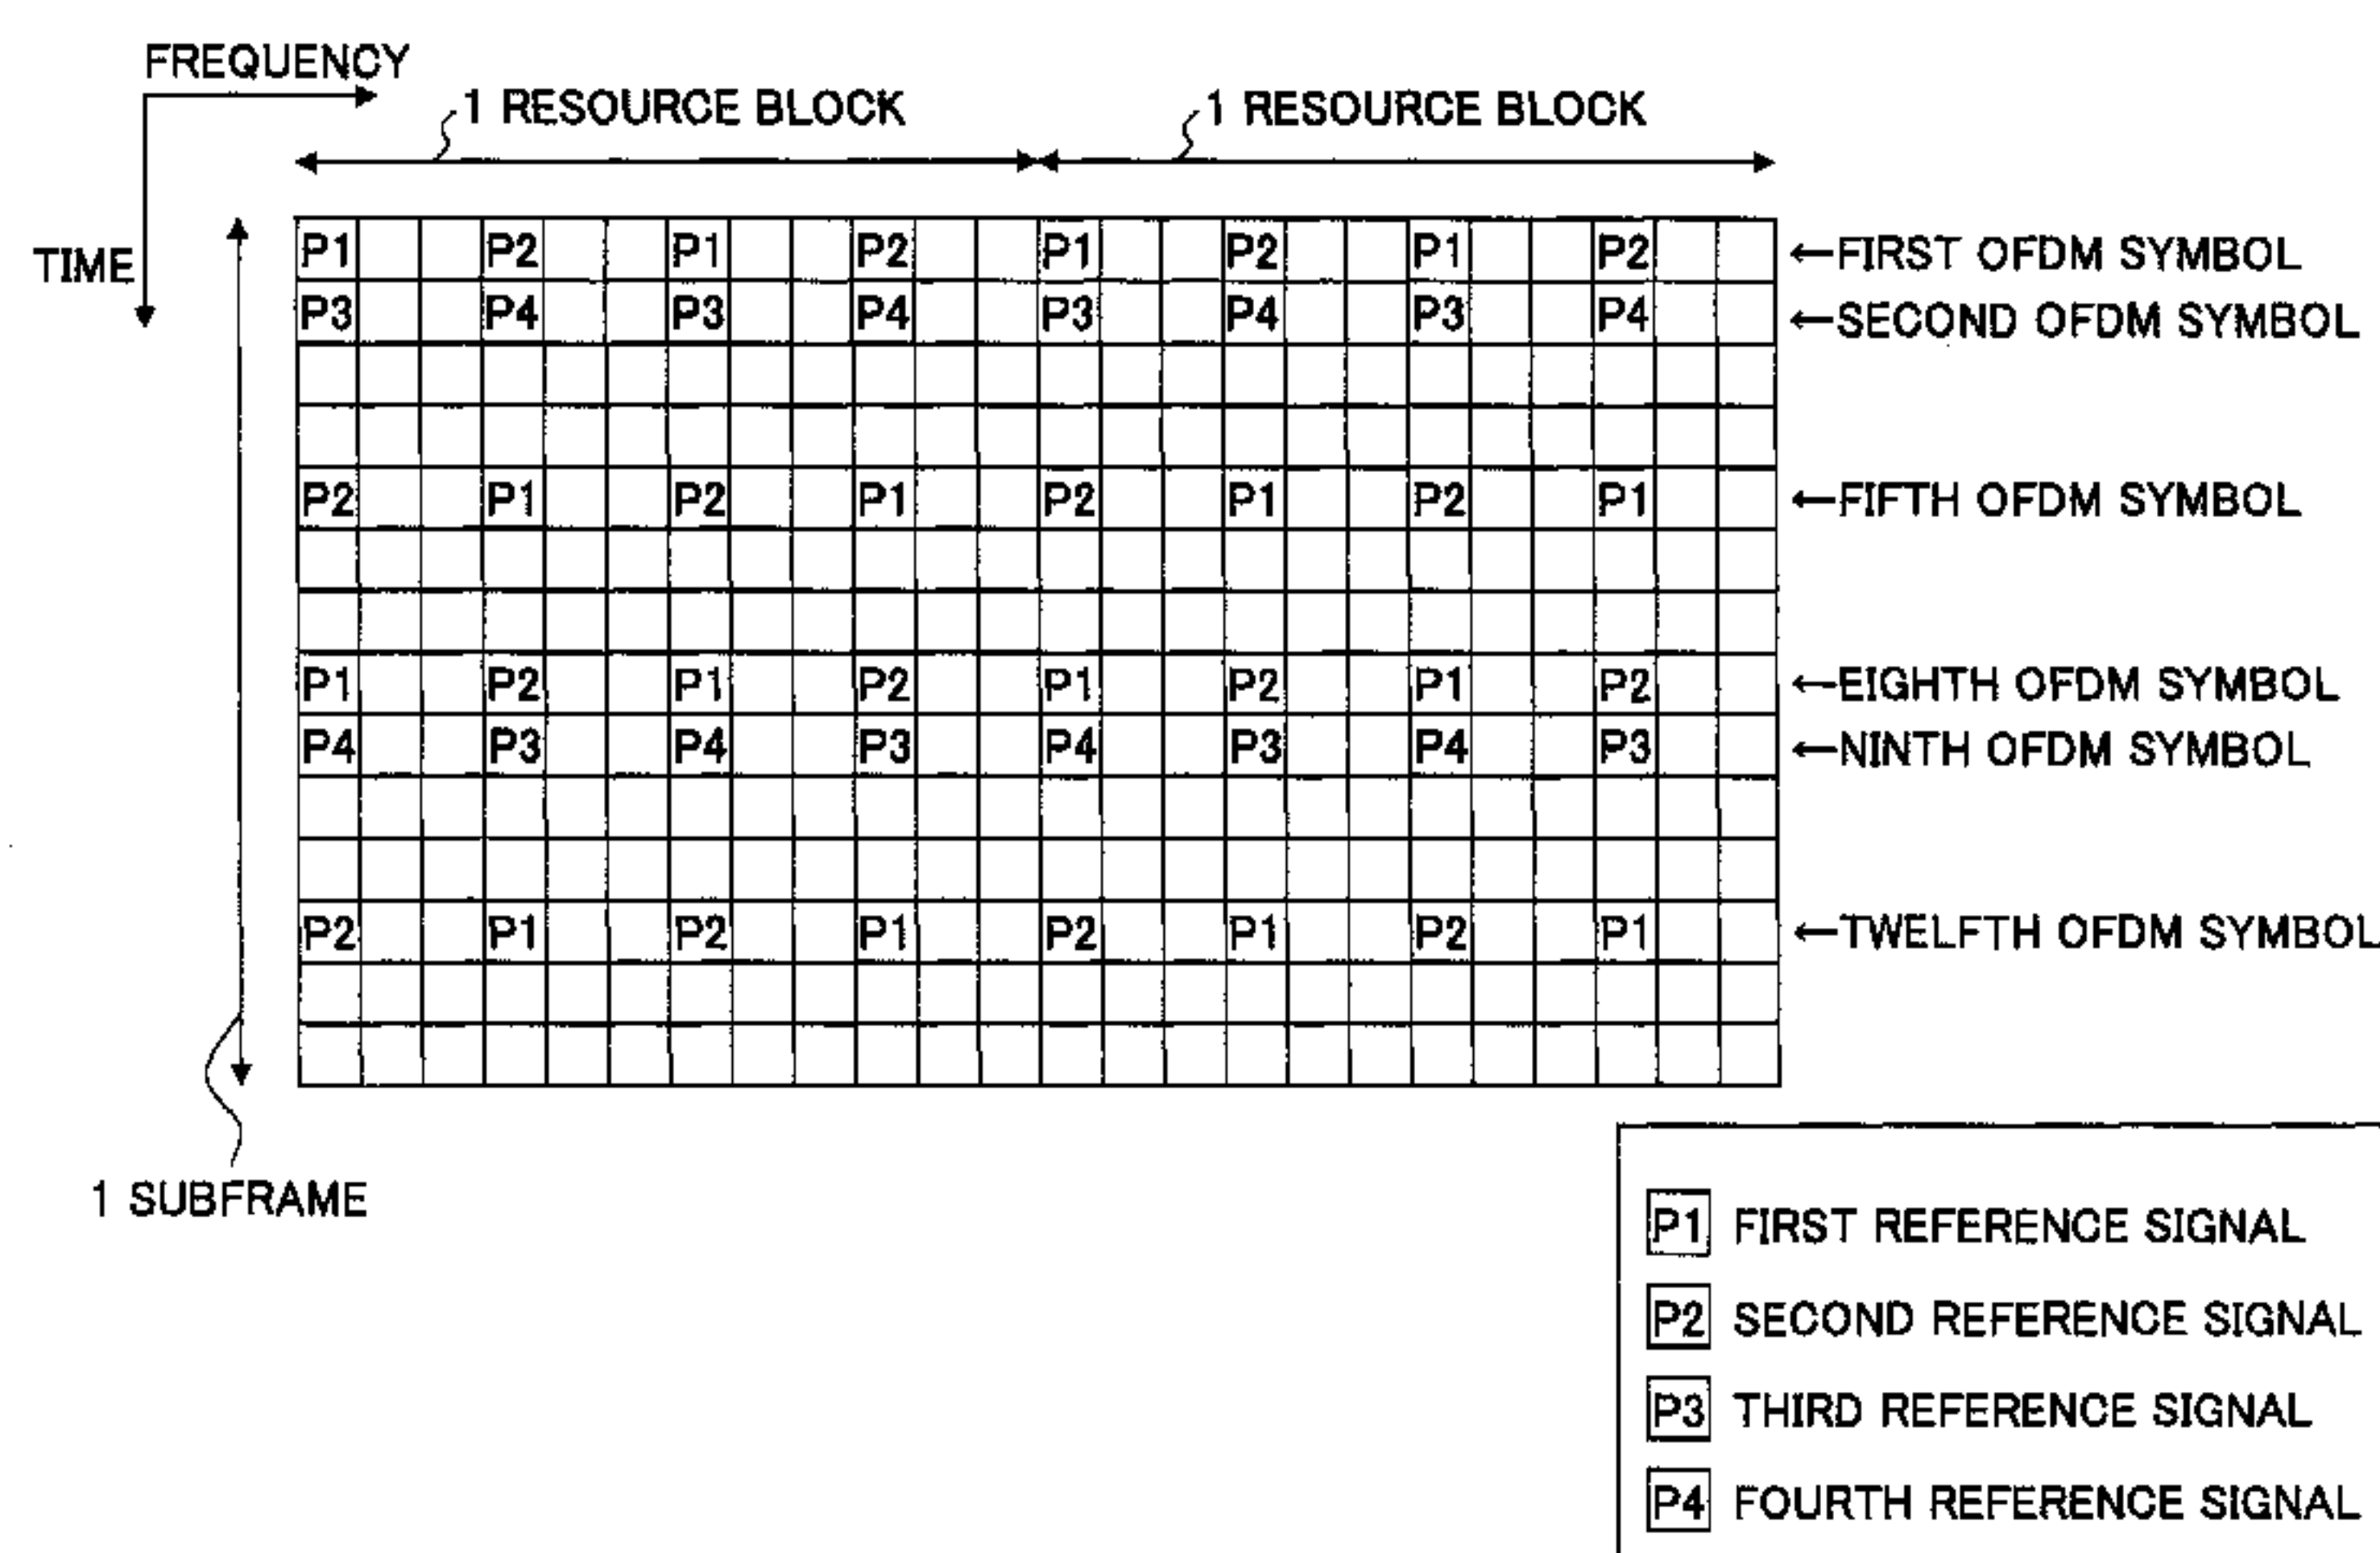 FREQUENCY
1 RESOURCE BLOCK 1 RESOURCE BLOCK
TIME
P1 P2 P1 P2 P1 P2 P1 P2 ←FIRST OFDM SYMBOL
P3 P4 P3 P4 P3 P4 P3 P4 ←SECOND OFDM SYMBOL
P2 P1 P2 P1 P2 P1 P2 P1 ←FIFTH OFDM SYMBOL
P1 P2 P1 P2 P1 P2 P1 P2 ←EIGHTH OFDM SYMBOL
P4 P3 P4 P3 P4 P3 P4 P3 ←NINTH OFDM SYMBOL
P2 P1 P2 P1 P2 P1 P2 P1 ←TWELFTH OFDM SYMBOL
1 SUBFRAME
P1 FIRST REFERENCE SIGNAL
P2 SECOND REFERENCE SIGNAL
P3 THIRD REFERENCE SIGNAL
P4 FOURTH REFERENCE SIGNAL